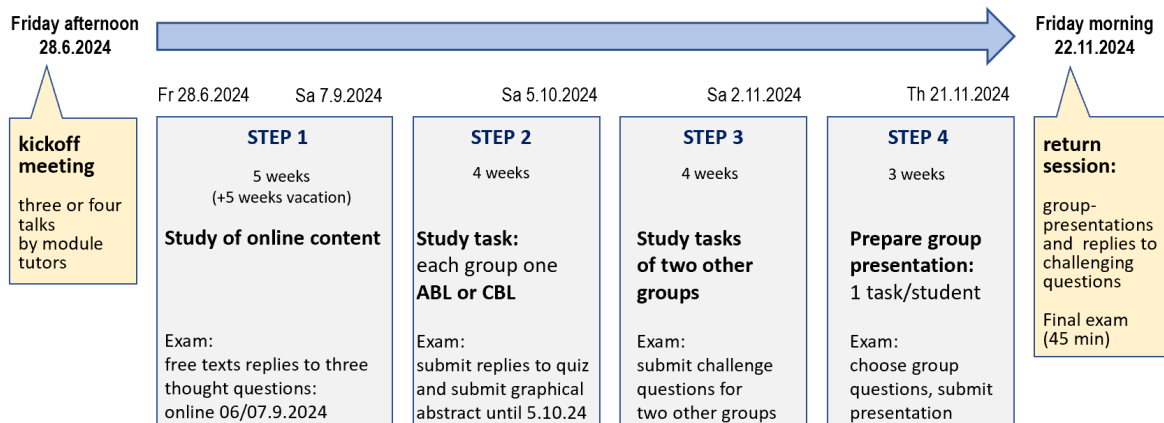 Friday afternoon
28.6.2024
Friday morning
22.11.2024
Fr 28.6.2024
Sa 7.9.2024
Sa 5.10.2024
Sa 2.11.2024
Th 21.11.2024
kickoff
meeting
three or four
talks
by module
tutors
STEP 1
5 weeks
(+5 weeks vacation)
Study of online content
Exam:
free texts replies to three
thought questions:
online 06/07.9.2024
STEP 2
4 weeks
Study task:
each group one
ABL or CBL
Exam:
submit replies to quiz
and submit graphical
abstract until 5.10.24
STEP 3
4 weeks
Study tasks
of two other
groups
Exam:
submit challenge
questions for
two other groups
STEP 4
3 weeks
Prepare group
presentation:
1 task/student
Exam:
choose group
questions, submit
presentation
return
session:
group-
presentations
and replies to
challenging
questions
Final exam
(45 min)